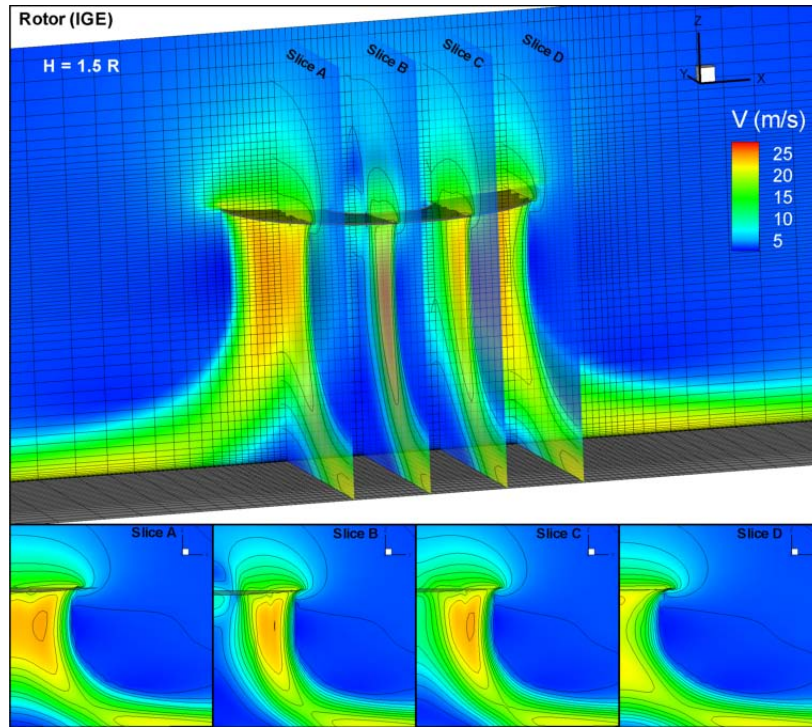 Rotor (IGE)
H = 1.5 R
Slice A
Slice B
Slice C
Slice D
Z
Y
X
V (m/s)
25
20
15
10
5
Slice A
Slice B
Slice C
Slice D